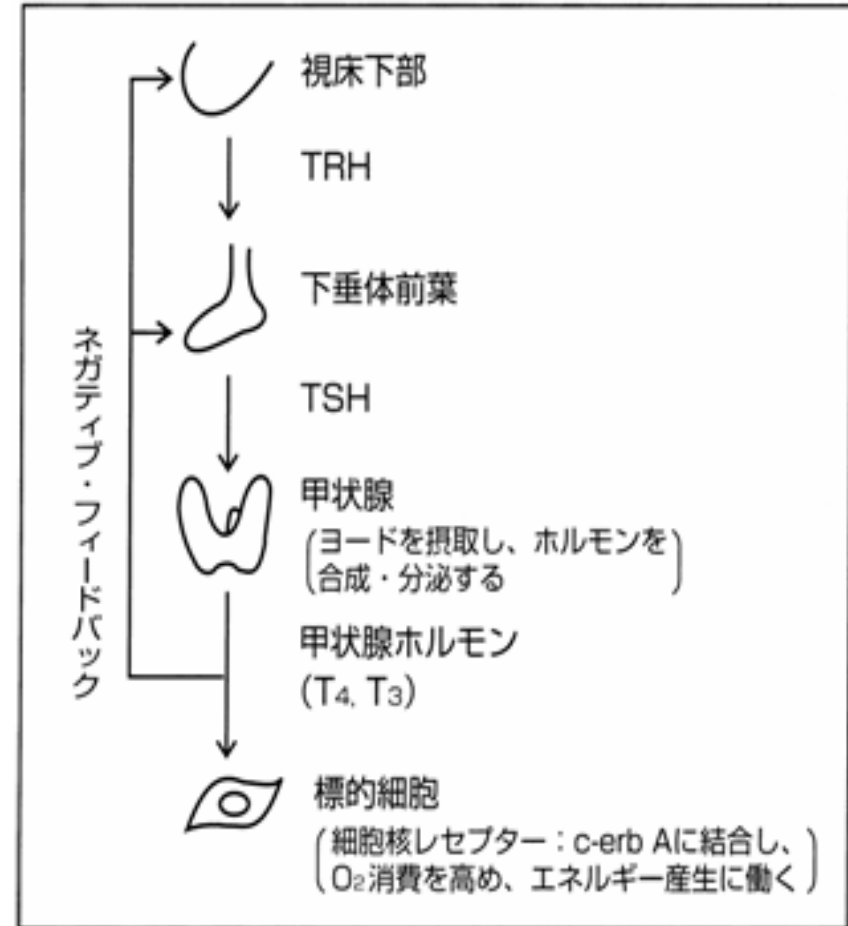 視床下部
TRH
下垂体前葉
TSH
甲状腺
(ヨードを摂取し、ホルモンを
合成・分泌する)
甲状腺ホルモン
(T4, T3)
標的細胞
(細胞核レセプター：c-erb Aに結合し、
O2消費を高め、エネルギー産生に働く)
ネガティブ・フィードバック